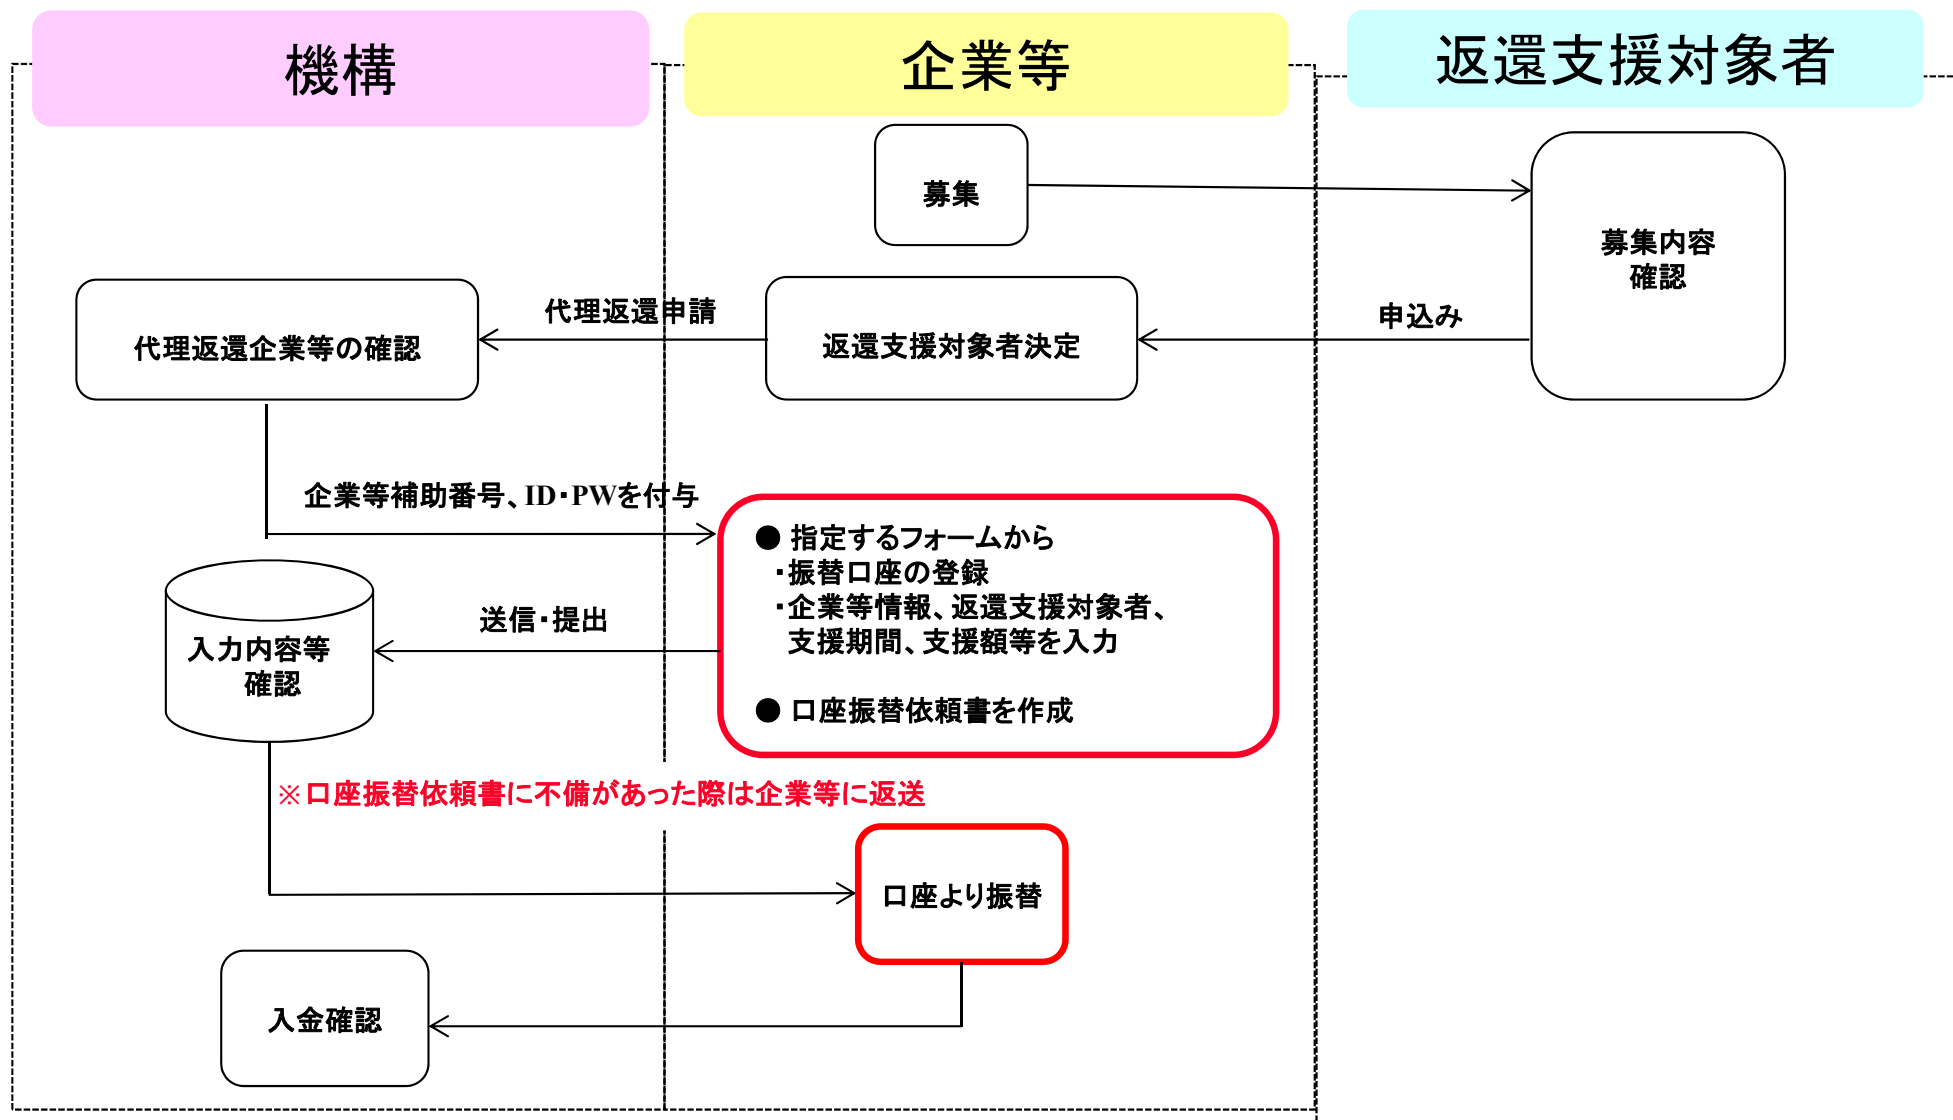 機構
企業等
返還支援対象者
募集
募集内容
確認
代理返還申請
申込み
代理返還企業等の確認
返還支援対象者決定
企業等補助番号、ID・PWを付与
● 指定するフォームから
・振替口座の登録
・企業等情報、返還支援対象者、
支援期間、支援額等を入力
● 口座振替依頼書を作成
送信・提出
入力内容等
確認
※口座振替依頼書に不備があった際は企業等に返送
口座より振替
入金確認